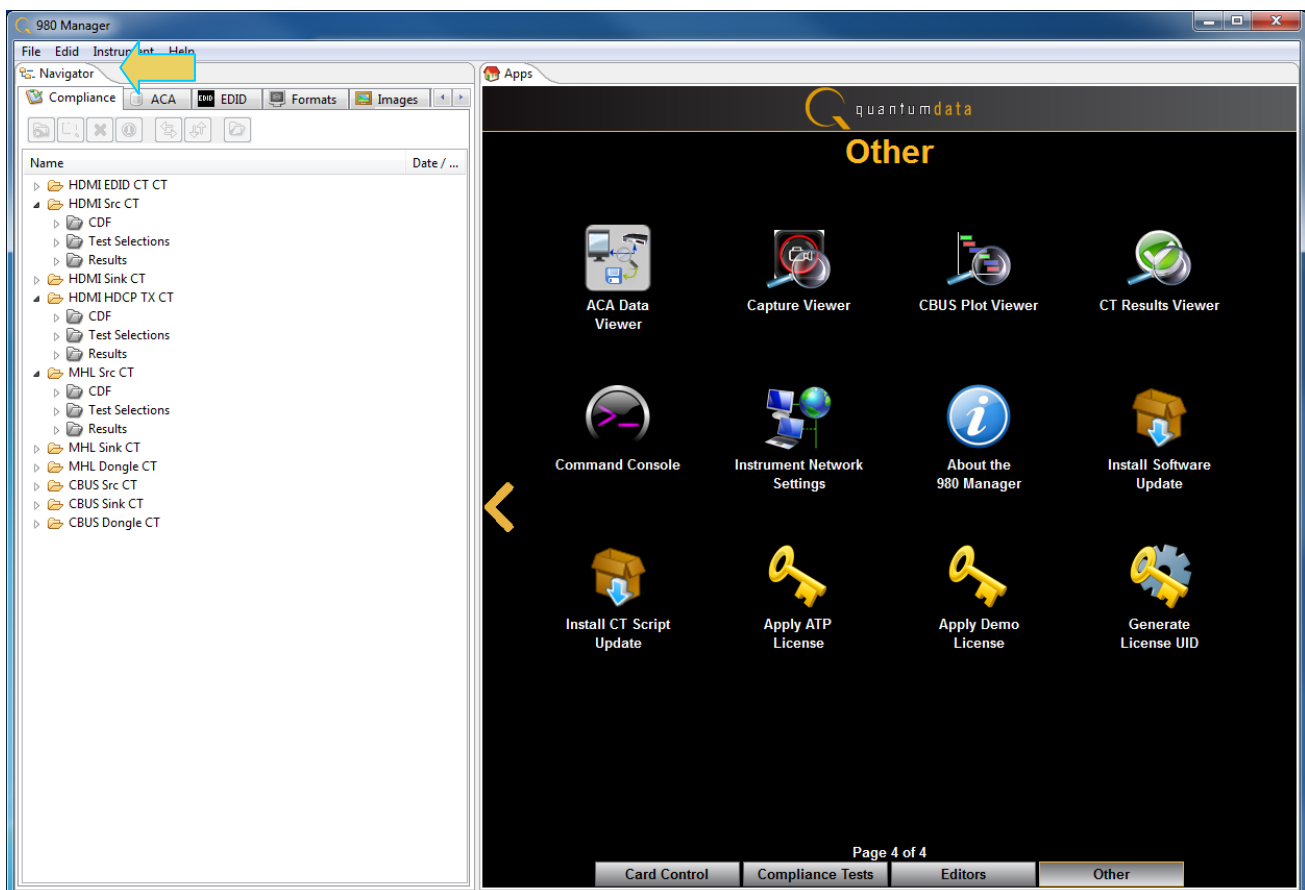 980 Manager
File Edid Instrument Help
Navigator
Compliance ACA EDID EDID Formats Images
Name Date / ...
HDMI EDID CT CT
HDMI Src CT
CDF
Test Selections
Results
HDMI Sink CT
HDMI HDCP TX CT
CDF
Test Selections
Results
MHL Src CT
CDF
Test Selections
Results
MHL Sink CT
MHL Dongle CT
CBUS Src CT
CBUS Sink CT
CBUS Dongle CT
Apps
quantumdata
Other
ACA Data
Viewer
Capture Viewer
CBUS Plot Viewer
CT Results Viewer
Command Console
Instrument Network
Settings
About the
980 Manager
Install Software
Update
Install CT Script
Update
Apply ATP
License
Apply Demo
License
Generate
License UID
Page 4 of 4
Card Control Compliance Tests Editors Other